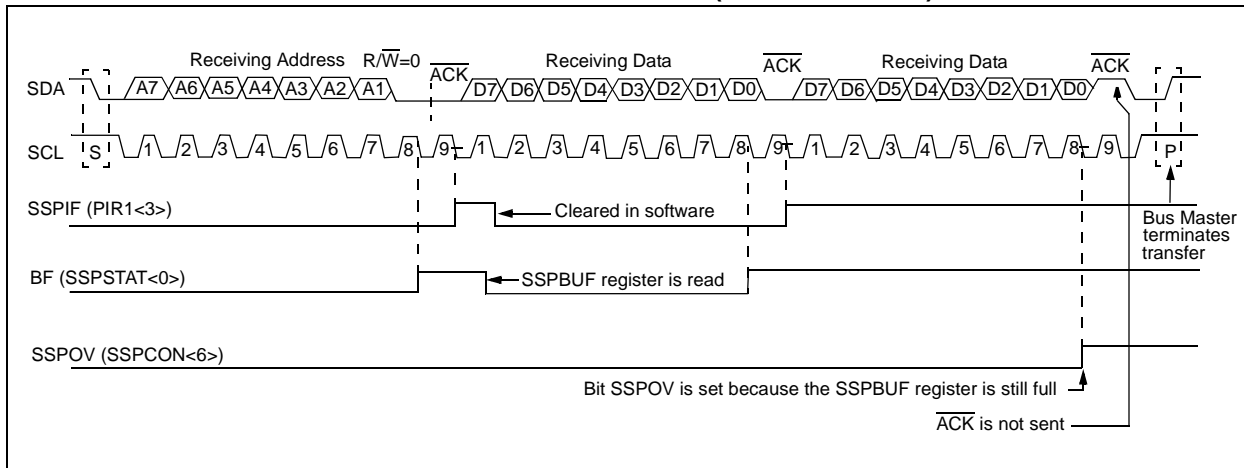 Receiving Address R/W̅=0 Receiving Data A̅C̅K̅ Receiving Data A̅C̅K̅
A̅C̅K̅
SDA A7 A6 A5 A4 A3 A2 A1 D7 D6 D5 D4 D3 D2 D1 D0 D7 D6 D5 D4 D3 D2 D1 D0
SCL S 1 2 3 4 5 6 7 8 9 1 2 3 4 5 6 7 8 9 1 2 3 4 5 6 7 8 9 P
SSPIF (PIR1<3>) Cleared in software
Bus Master
terminates
transfer
BF (SSPSTAT<0>) SSPBUF register is read
SSPOV (SSPCON<6>)
Bit SSPOV is set because the SSPBUF register is still full
A̅C̅K̅ is not sent